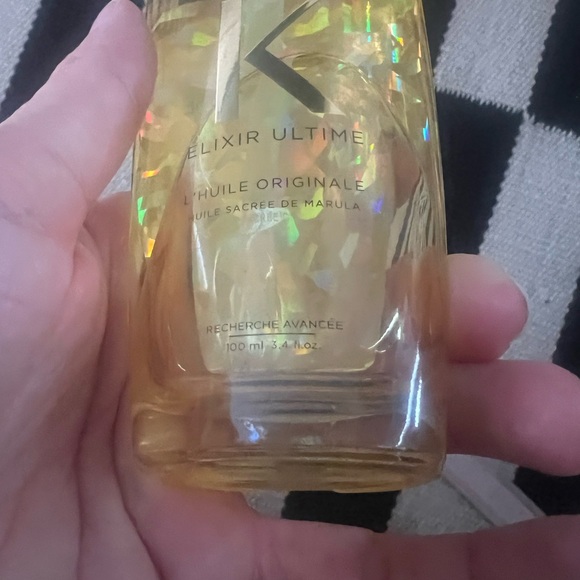 K
ELIXIR ULTIME
L'HUILE ORIGINALE
HUILE SACRÉE DE MARULA
RECHERCHE AVANCÉE
100 ml 3.4 fl.oz.